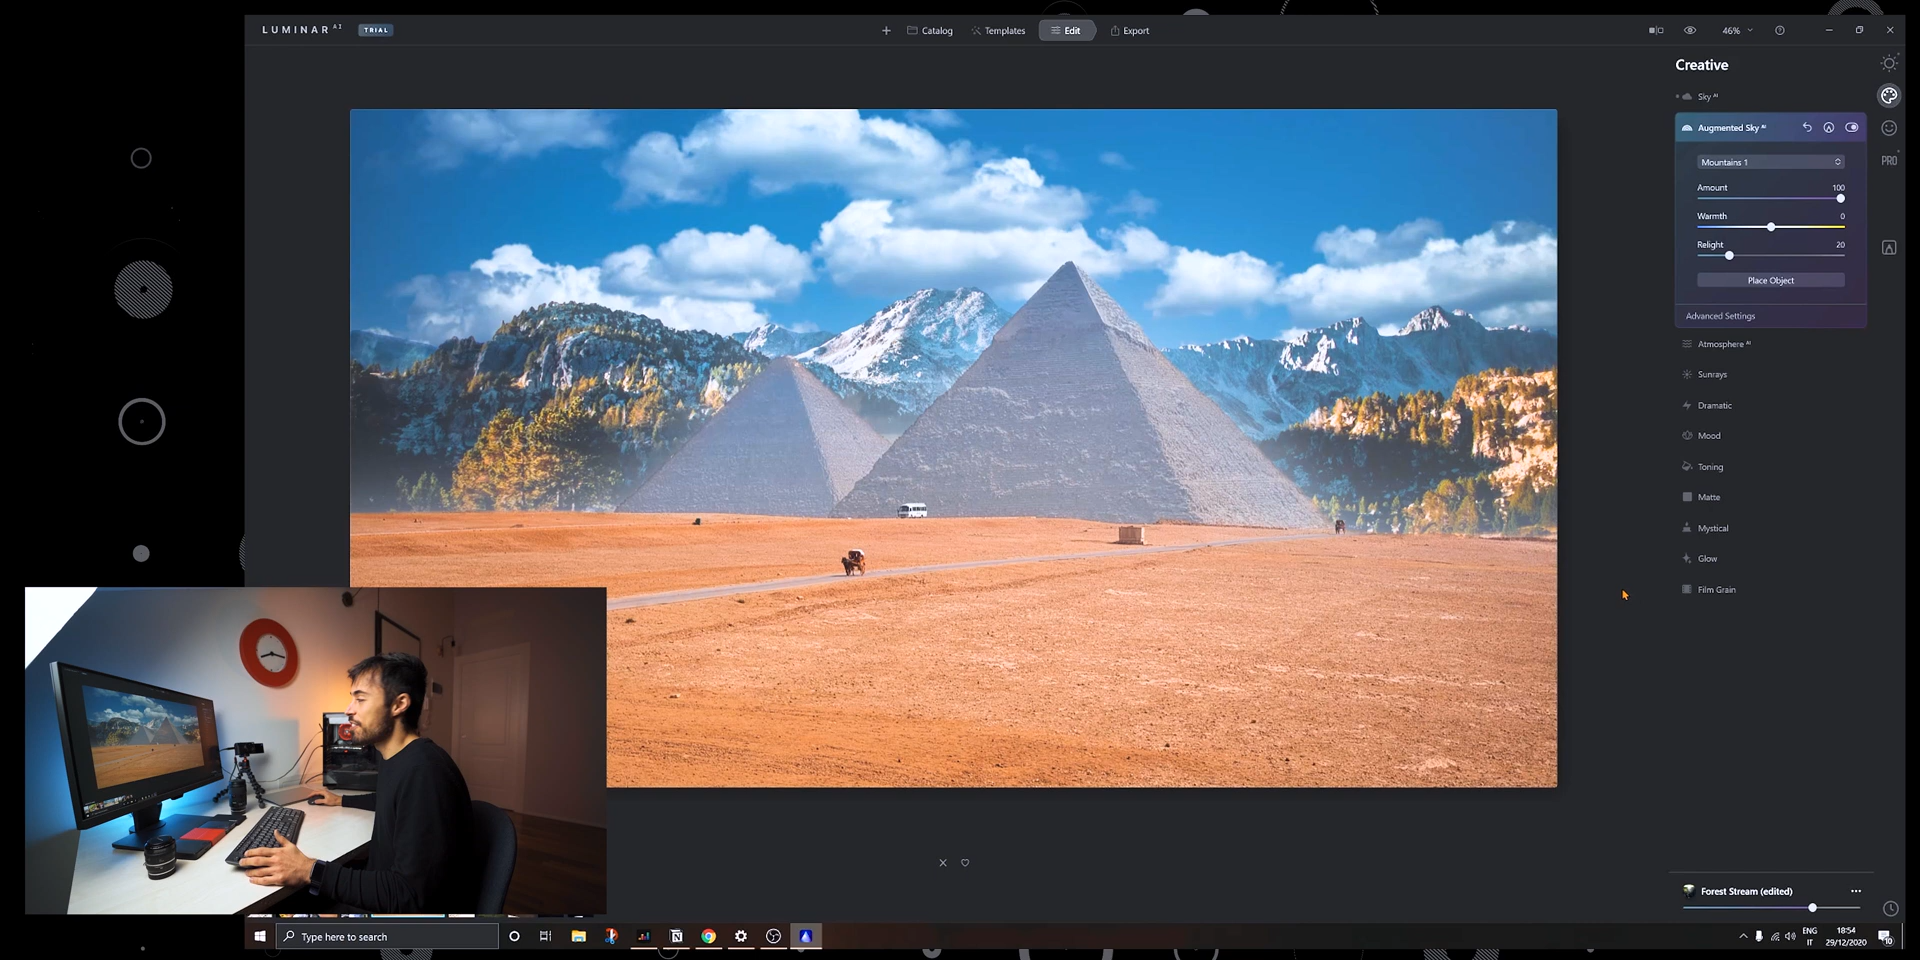 LUMINAR AI
TRIAL
Catalog
Templates
Edit
Export
46%
Creative
Sky AI
Augmented Sky AI
PRO
Mountains 1
Amount 100
Warmth 0
Relight 20
Place Object
Advanced Settings
Atmosphere AI
Sunrays
Dramatic
Mood
Toning
Matte
Mystical
Glow
Film Grain
Forest Stream (edited)
Type here to search
ENG
IT
18:54
29/12/2020
10